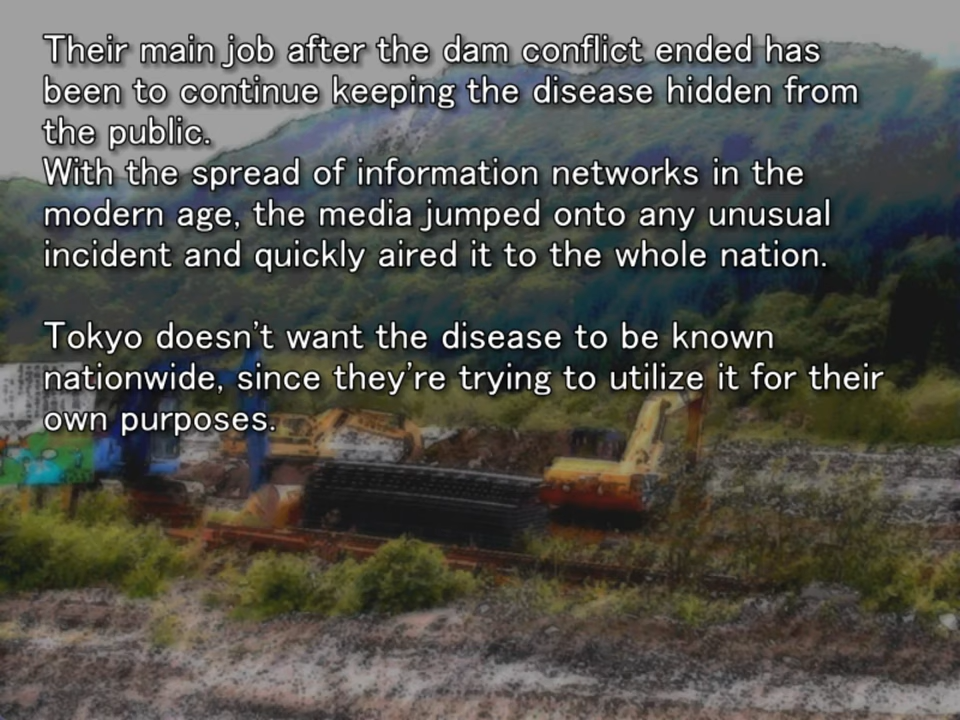 Their main job after the dam conflict ended has
been to continue keeping the disease hidden from
the public.
With the spread of information networks in the
modern age, the media jumped onto any unusual
incident and quickly aired it to the whole nation.
Tokyo doesn't want the disease to be known
nationwide, since they're trying to utilize it for their
own purposes.